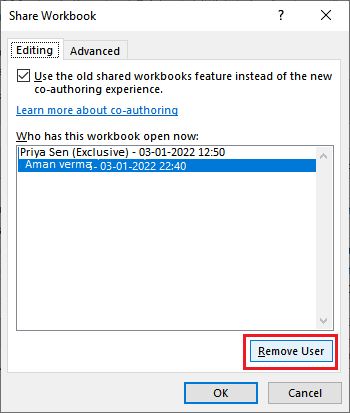 Share Workbook ? ×
Editing Advanced
Use the old shared workbooks feature instead of the new
co-authoring experience.
Learn more about co-authoring
Who has this workbook open now:
Priya Sen (Exclusive) - 03-01-2022 12:50
Aman verma - 03-01-2022 22:40
Remove User
OK Cancel